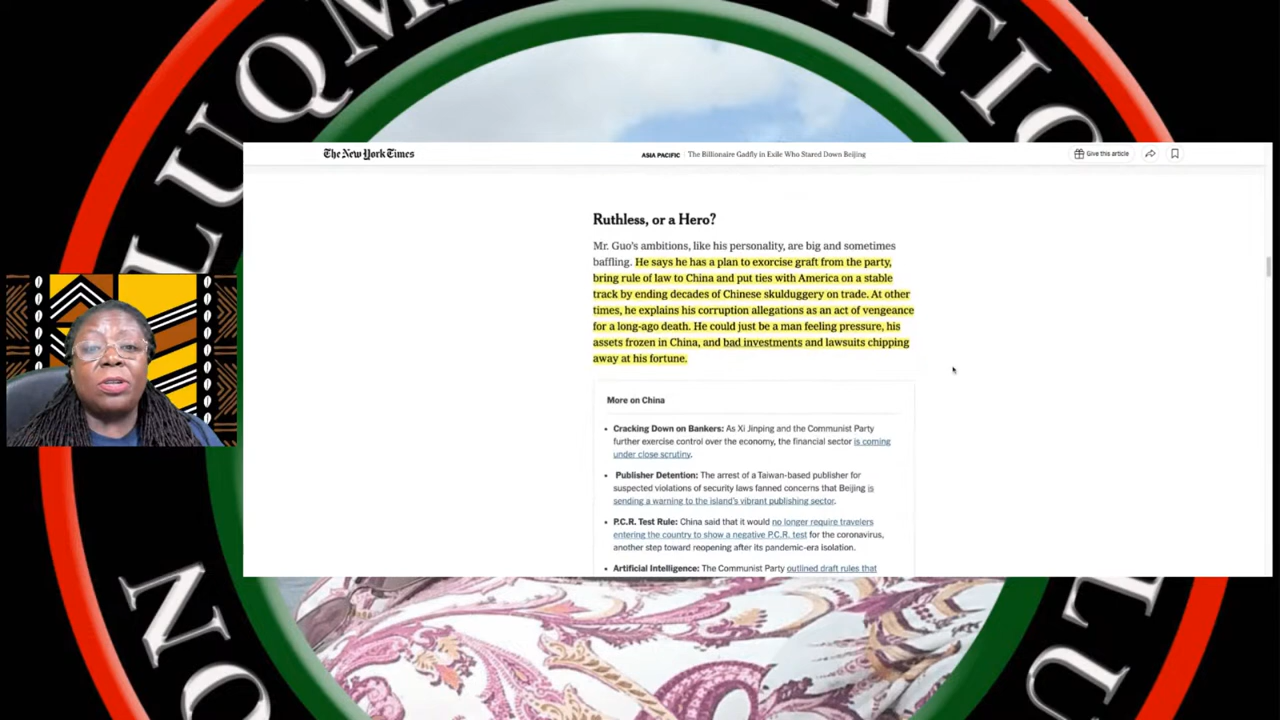 LUQM
ATIO
The New York Times
ASIA PACIFIC | The Billionaire Gadfly in Exile Who Stared Down Beijing
Give this article
Ruthless, or a Hero?
Mr. Guo's ambitions, like his personality, are big and sometimes
baffling. He says he has a plan to exorcise graft from the party,
bring rule of law to China and put ties with America on a stable
track by ending decades of Chinese skulduggery on trade. At other
times, he explains his corruption allegations as an act of vengeance
for a long-ago death. He could just be a man feeling pressure, his
assets frozen in China, and bad investments and lawsuits chipping
away at his fortune.
More on China
• Cracking Down on Bankers: As Xi Jinping and the Communist Party
further exercise control over the economy, the financial sector is coming
under close scrutiny.
• Publisher Detention: The arrest of a Taiwan-based publisher for
suspected violations of security laws fanned concerns that Beijing is
sending a warning to the island's vibrant publishing sector.
• P.C.R. Test Rule: China said that it would no longer require travelers
entering the country to show a negative P.C.R. test for the coronavirus,
another step toward reopening after its pandemic-era isolation.
• Artificial Intelligence: The Communist Party outlined draft rules that